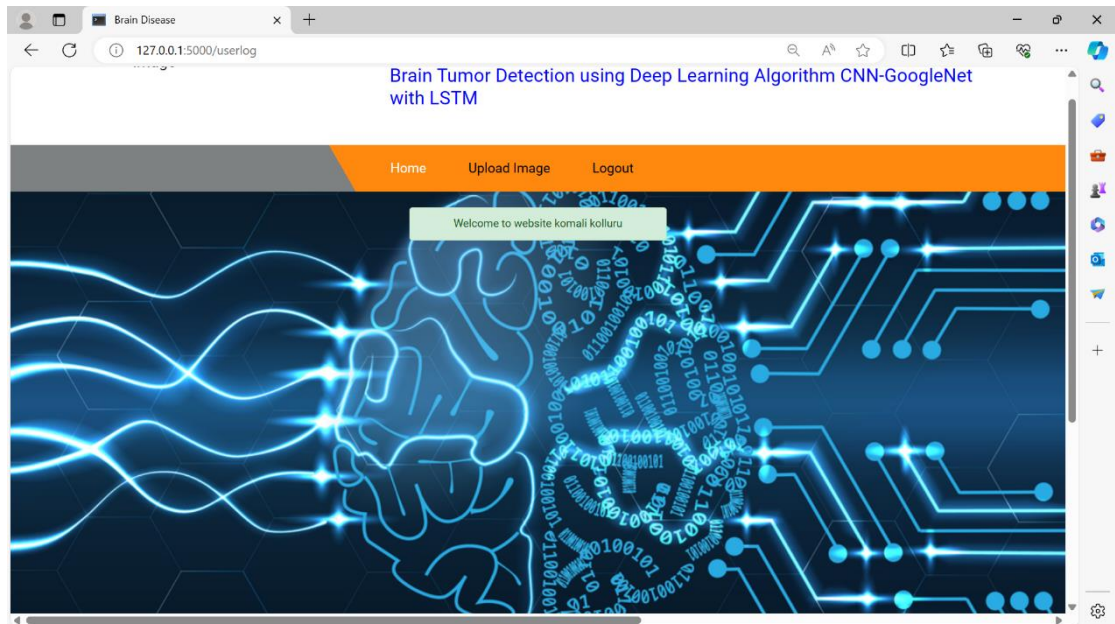 Brain Disease
127.0.0.1:5000/userlog
Brain Tumor Detection using Deep Learning Algorithm CNN-GoogleNet
with LSTM
Home Upload Image Logout
Welcome to website komali kolluru